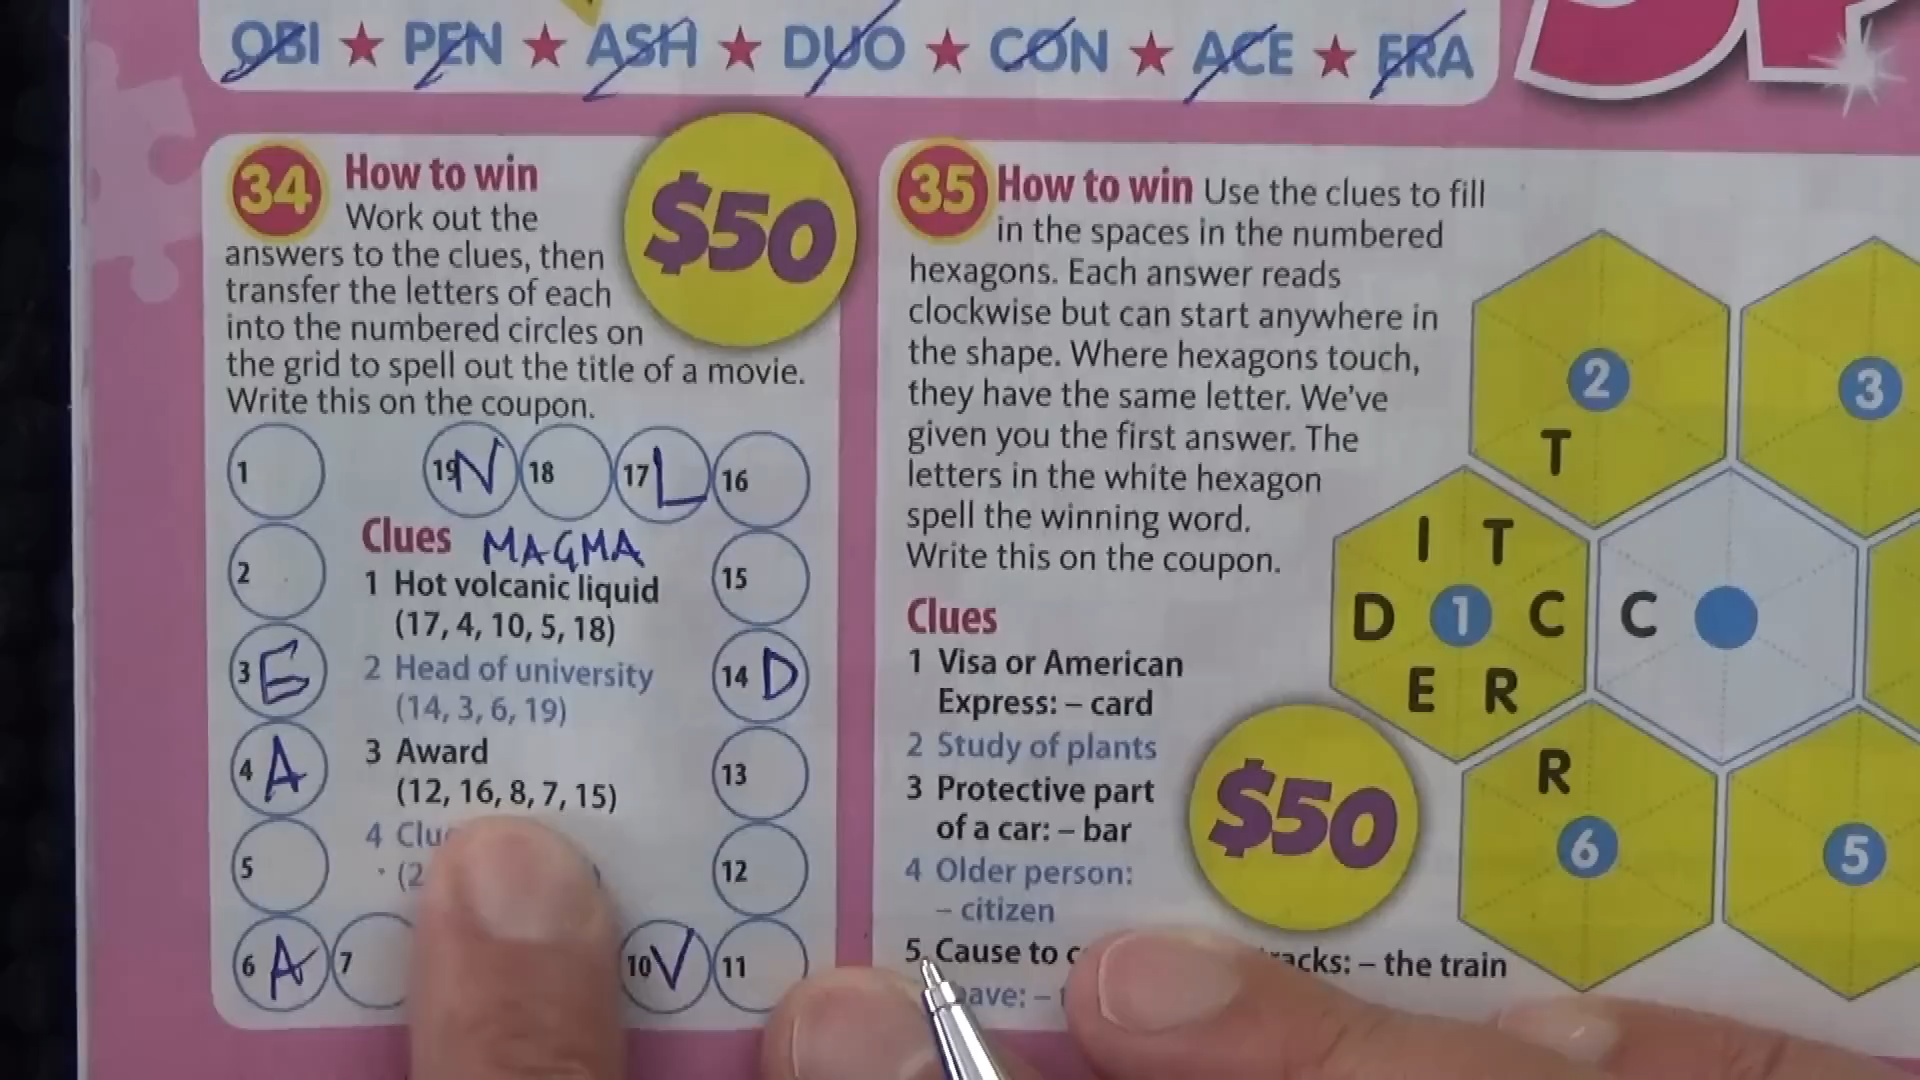 OBI ★ PEN ★ ASH ★ DUO ★ CON ★ ACE ★ ERA
34 How to win
Work out the
answers to the clues, then
transfer the letters of each
into the numbered circles on
the grid to spell out the title of a movie.
Write this on the coupon.
$50
1 19 N 18 17 L 16
Clues MAGMA
1 Hot volcanic liquid
(17, 4, 10, 5, 18)
2 Head of university
(14, 3, 6, 19)
3 Award
(12, 16, 8, 7, 15)
4
(2
2
3 E
4 A
5
6 A 7 10 V 11
15
14 D
13
12
35 How to win Use the clues to fill
in the spaces in the numbered
hexagons. Each answer reads
clockwise but can start anywhere in
the shape. Where hexagons touch,
they have the same letter. We've
given you the first answer. The
letters in the white hexagon
spell the winning word.
Write this on the coupon.
Clues
1 Visa or American
Express: – card
2 Study of plants
3 Protective part
of a car: – bar
4 Older person:
– citizen
5 Cause to
– the train
$50
2 3
T
I T
D 1 C C
E R
R
6 5